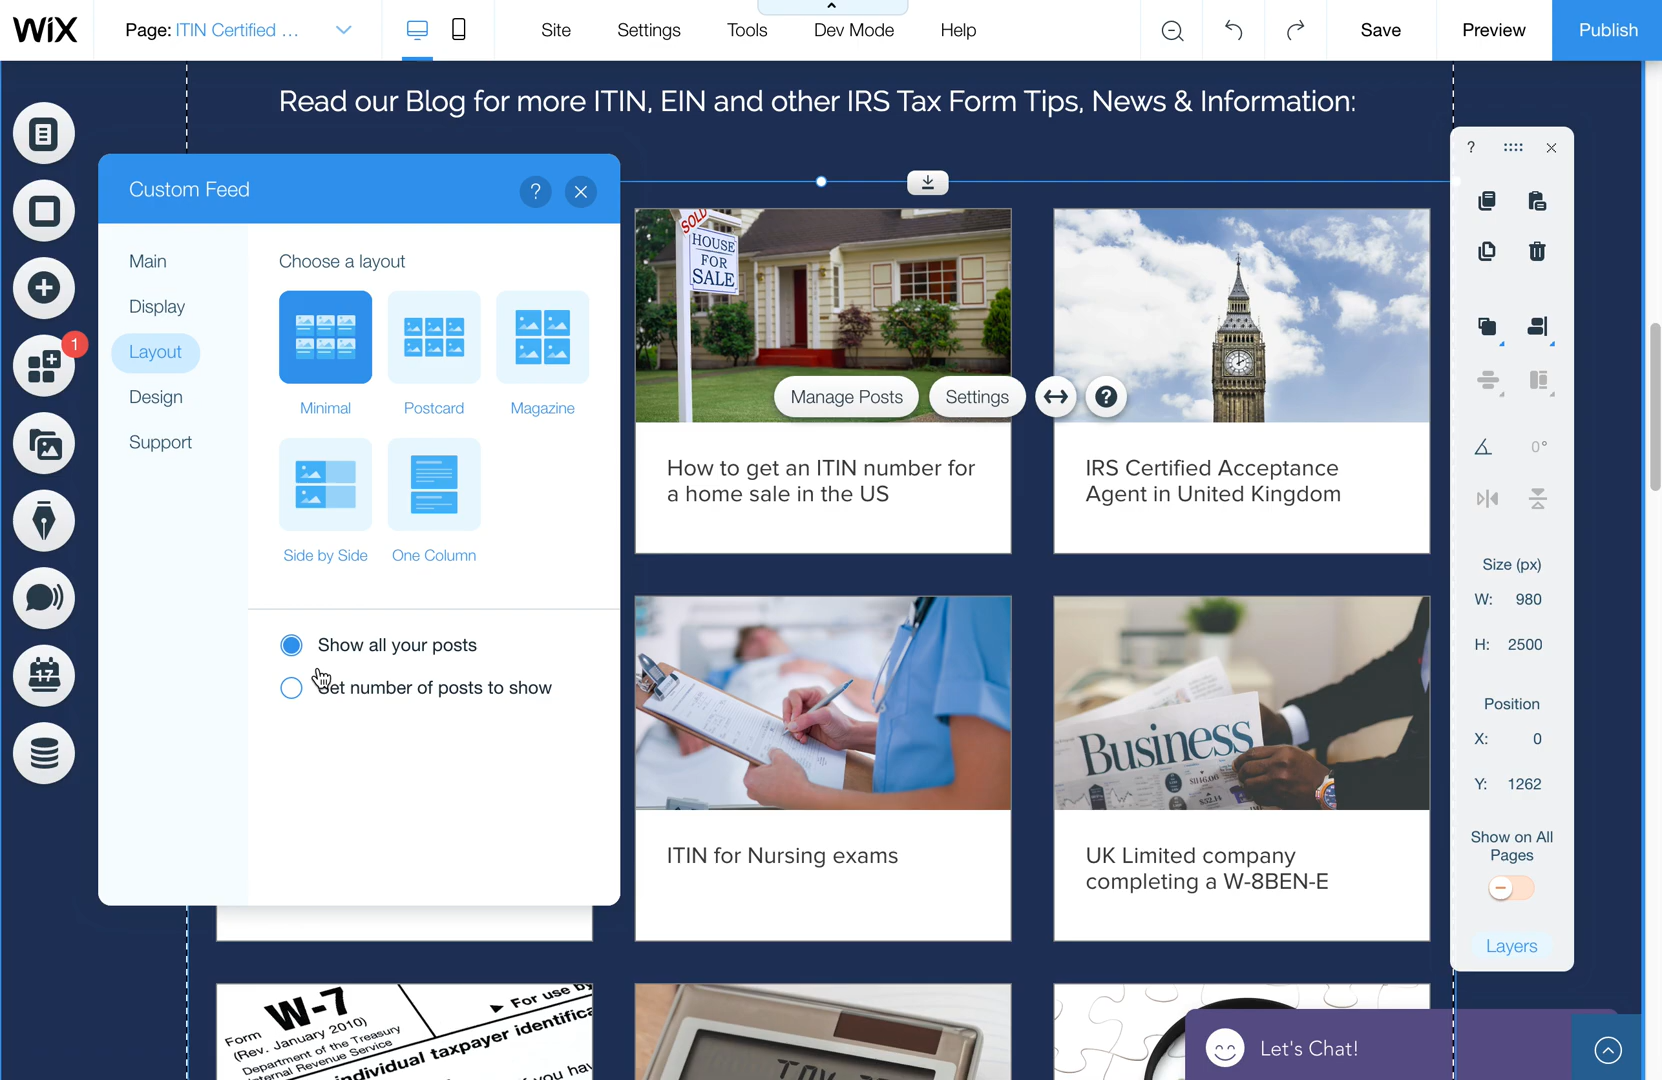 WiX
Page: ITIN Certified ...
Site
Settings
Tools
Dev Mode
Help
Save
Preview
Publish
Read our Blog for more ITIN, EIN and other IRS Tax Form Tips, News & Information:
Custom Feed
?
Main
Display
Layout
Design
Support
Choose a layout
Minimal
Postcard
Magazine
Side by Side
One Column
Show all your posts
Set number of posts to show
1
17
SOLD
HOUSE
FOR
SALE
Manage Posts
Settings
?
How to get an ITIN number for
a home sale in the US
IRS Certified Acceptance
Agent in United Kingdom
Business
ITIN for Nursing exams
UK Limited company
completing a W-8BEN-E
Form W-7
(Rev. January 2010)
Department of the Treasury
Internal Revenue Service
For use by
individual taxpayer identifica
you hav
?
0°
Size (px)
W: 980
H: 2500
Position
X: 0
Y: 1262
Show on All
Pages
Layers
Let's Chat!